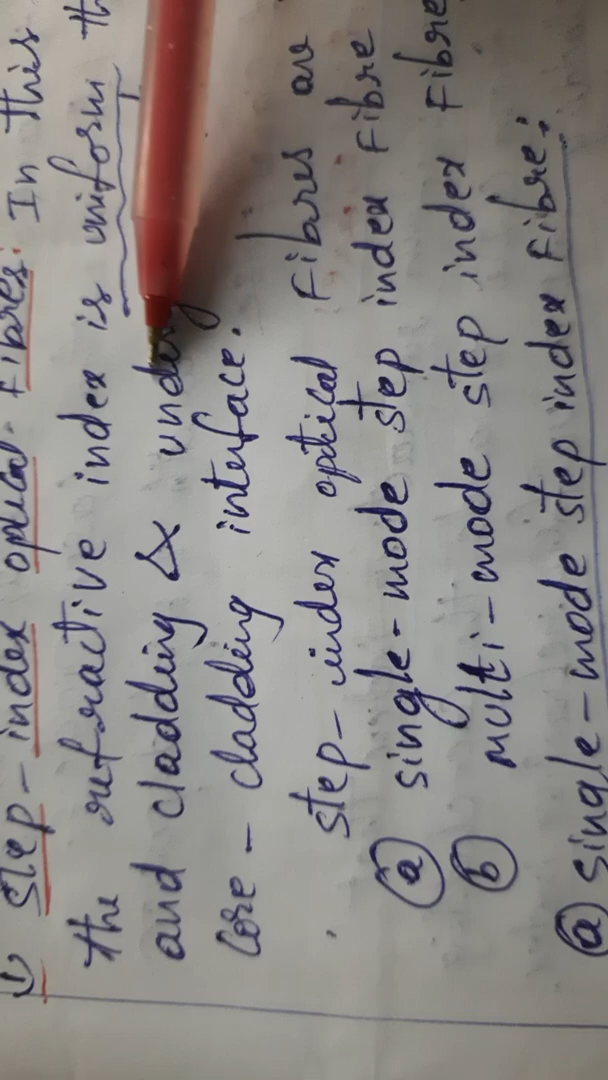 ① Step-index optical Fibres: In this
the refractive index is uniform th
and cladding & under
Core-cladding interface.
step-index optical Fibres are
ⓐ single-mode step index Fibre
ⓑ multi-mode step index Fibre
ⓐ single-mode step index Fibre: